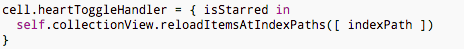 cell.heartToggleHandler = { isStarred in
    self.collectionView.reloadItemsAtIndexPaths([ indexPath ])
}